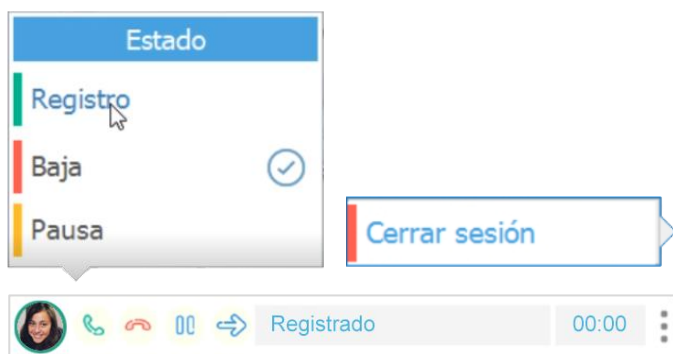 Estado
Registro
Baja
Pausa
Cerrar sesión
Registrado 00:00